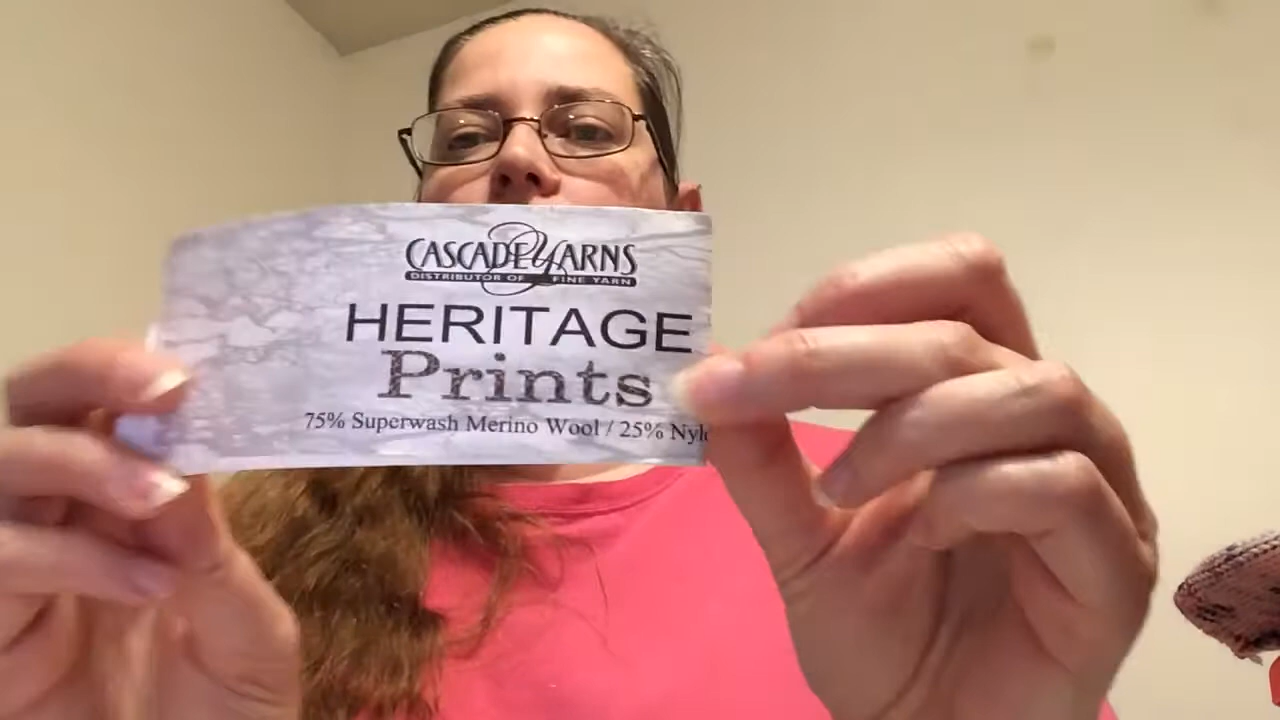 CASCADE YARNS
DISTRIBUTOR OF FINE YARN
HERITAGE
Prints
75% Superwash Merino Wool / 25%